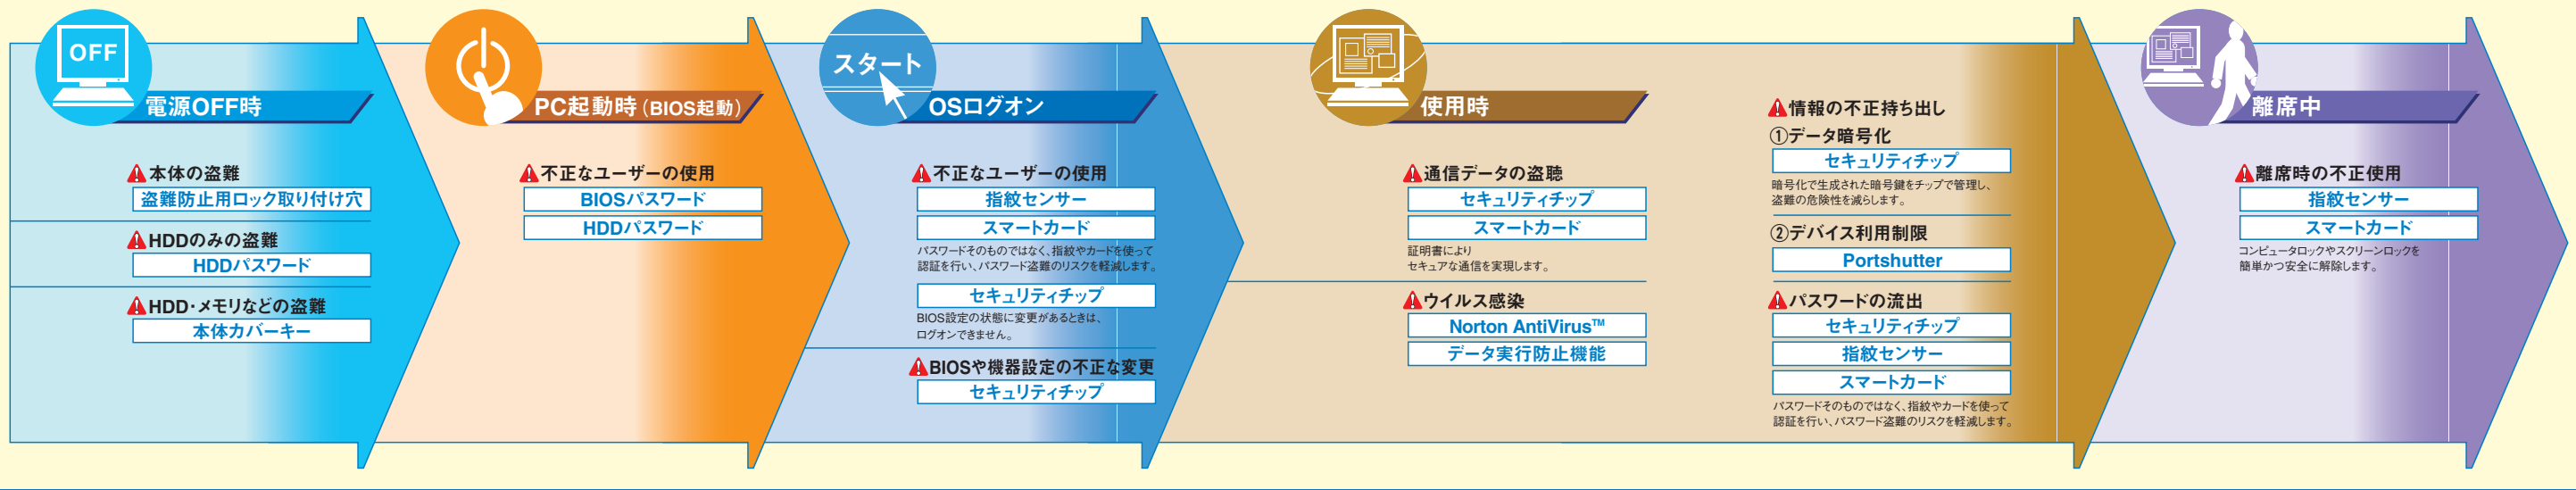 OFF
電源OFF時
本体の盗難
盗難防止用ロック取り付け穴
HDDのみの盗難
HDDパスワード
HDD・メモリなどの盗難
本体カバーキー
PC起動時（BIOS起動）
不正なユーザーの使用
BIOSパスワード
HDDパスワード
スタート
OSログオン
不正なユーザーの使用
指紋センサー
スマートカード
パスワードそのものではなく、指紋やカードを使って
認証を行い、パスワード盗難のリスクを軽減します。
セキュリティチップ
BIOS設定の状態に変更があるときは、
ログオンできません。
BIOSや機器設定の不正な変更
セキュリティチップ
使用時
通信データの盗聴
セキュリティチップ
スマートカード
証明書により
セキュアな通信を実現します。
ウイルス感染
Norton AntiVirus™
データ実行防止機能
情報の不正持ち出し
①データ暗号化
セキュリティチップ
暗号化で生成された暗号鍵をチップで管理し、
盗難の危険性を減らします。
②デバイス利用制限
Portshutter
パスワードの流出
セキュリティチップ
指紋センサー
スマートカード
パスワードそのものではなく、指紋やカードを使って
認証を行い、パスワード盗難のリスクを軽減します。
離席中
離席時の不正使用
指紋センサー
スマートカード
コンピュータロックやスクリーンロックを
簡単かつ安全に解除します。